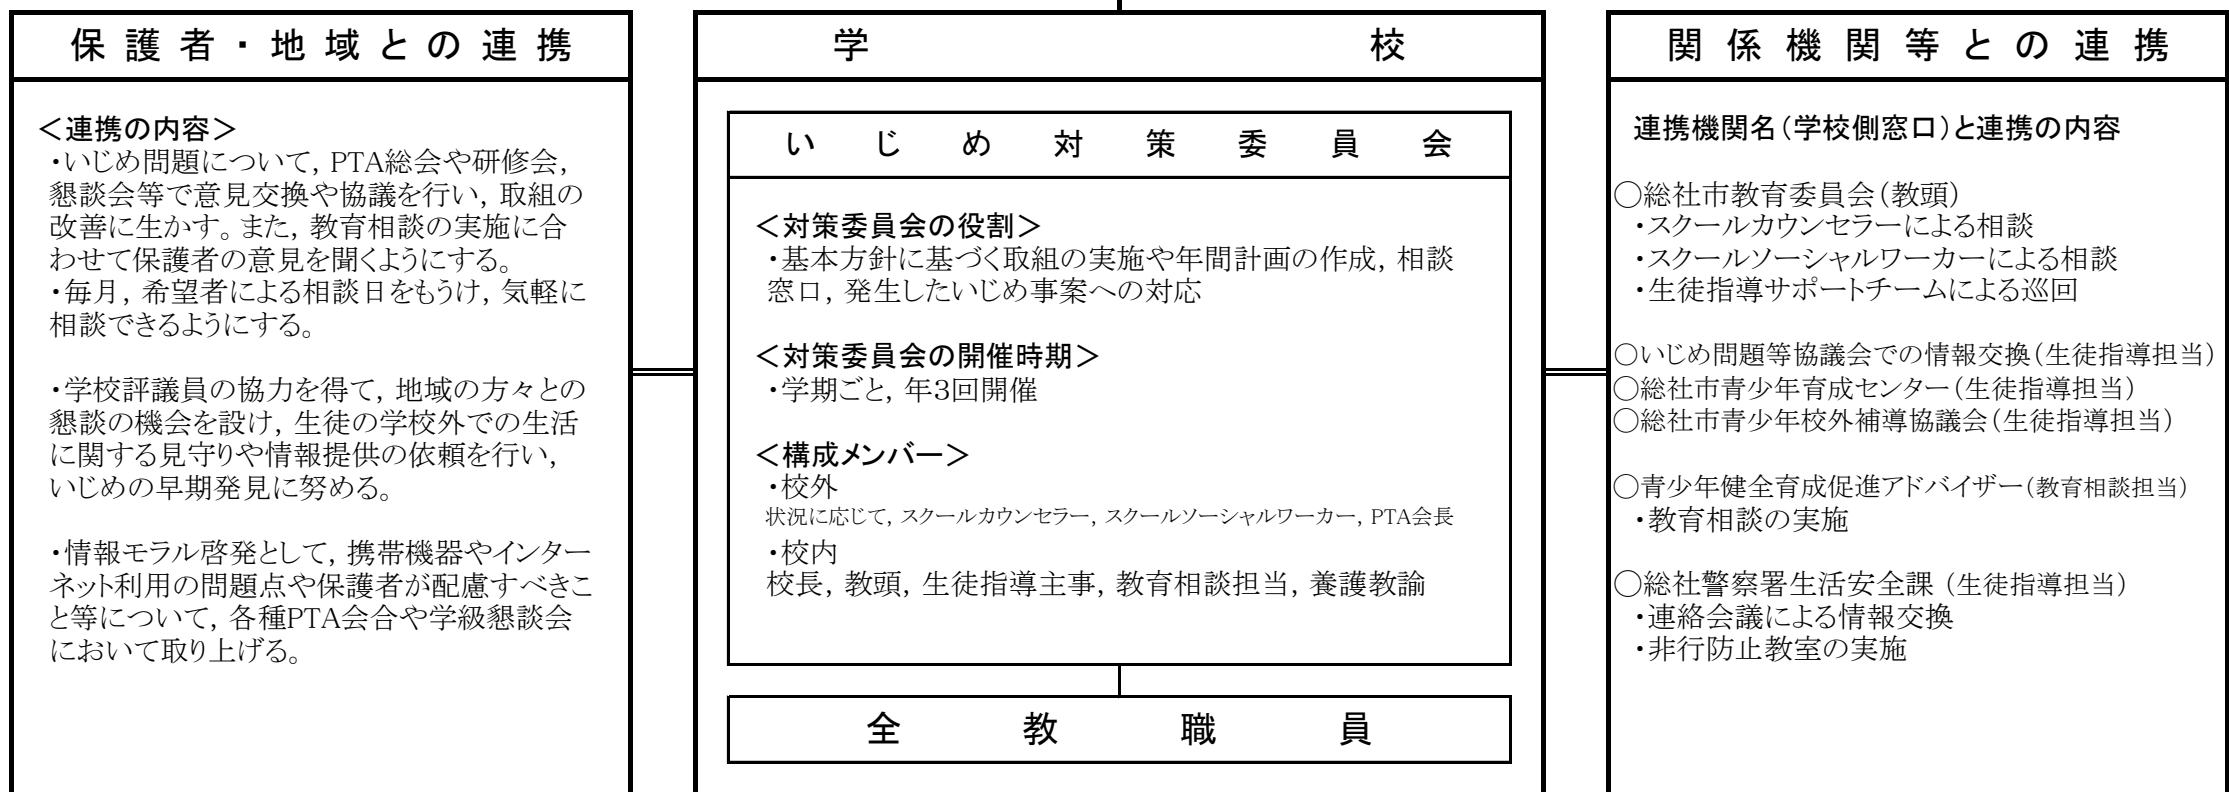 保護者・地域との連携
＜連携の内容＞
・いじめ問題について，PTA総会や研修会，
懇談会等で意見交換や協議を行い，取組の
改善に生かす。また，教育相談の実施に合
わせて保護者の意見を聞くようにする。
・毎月，希望者による相談日をもうけ，気軽に
相談できるようにする。
・学校評議員の協力を得て，地域の方々との
懇談の機会を設け，生徒の学校外での生活
に関する見守りや情報提供の依頼を行い，
いじめの早期発見に努める。
・情報モラル啓発として，携帯機器やインター
ネット利用の問題点や保護者が配慮すべきこ
と等について，各種PTA会合や学級懇談会
において取り上げる。
学校
いじめ対策委員会
＜対策委員会の役割＞
・基本方針に基づく取組の実施や年間計画の作成，相談
窓口，発生したいじめ事案への対応
＜対策委員会の開催時期＞
・学期ごと，年3回開催
＜構成メンバー＞
・校外
状況に応じて，スクールカウンセラー，スクールソーシャルワーカー，PTA会長
・校内
校長，教頭，生徒指導主事，教育相談担当，養護教諭
全教職員
関係機関等との連携
連携機関名（学校側窓口）と連携の内容
○総社市教育委員会（教頭）
・スクールカウンセラーによる相談
・スクールソーシャルワーカーによる相談
・生徒指導サポートチームによる巡回
○いじめ問題等協議会での情報交換（生徒指導担当）
○総社市青少年育成センター（生徒指導担当）
○総社市青少年校外補導協議会（生徒指導担当）
○青少年健全育成促進アドバイザー（教育相談担当）
・教育相談の実施
○総社警察署生活安全課（生徒指導担当）
・連絡会議による情報交換
・非行防止教室の実施